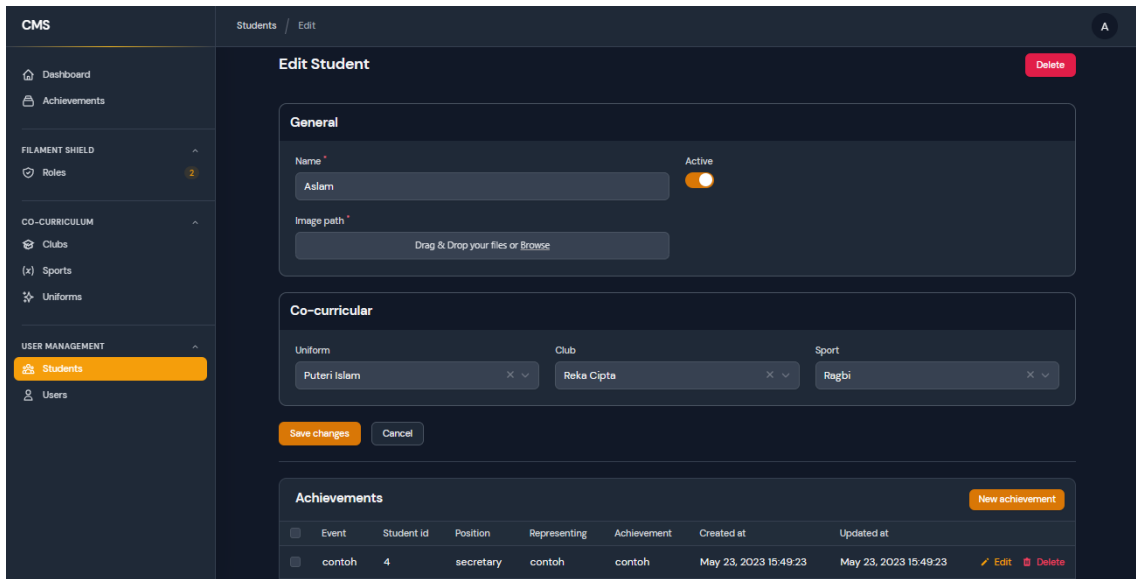 CMS
Students / Edit
A
Dashboard
Achievements
FILAMENT SHIELD
Roles 2
CO-CURRICULUM
Clubs
(x) Sports
Uniforms
USER MANAGEMENT
Students
Users
Edit Student
Delete
General
Name *
Active
Aslam
Image path *
Drag & Drop your files or Browse
Co-curricular
Uniform Club Sport
Puteri Islam Reka Cipta Ragbi
Save changes Cancel
Achievements
New achievement
Event Student id Position Representing Achievement Created at Updated at
contoh 4 secretary contoh contoh May 23, 2023 15:49:23 May 23, 2023 15:49:23 Edit Delete